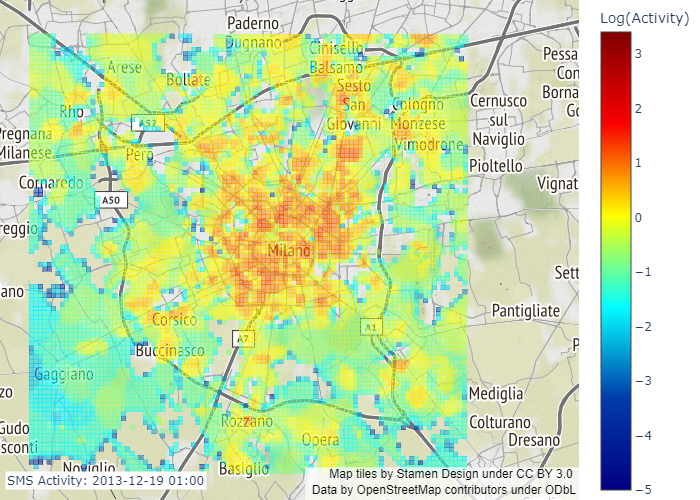 Log(Activity)
Paderno
Dugnano
Cinisello
Balsamo
Arese
Bollate
Sesto
San
Giovanni
Cologno
Monzese
Vimodrone
Cernusco
sul
Naviglio
Pioltello
Pessa
Con
Borna
Go
Vignat
Rho
A52
Pregnana
Milanese
Pero
Cornaredo
A50
reggio
Milano
Sett
ano
Pantigliate
Corsico
A7
A1
Buccinasco
P
Gaggiano
zo
Mediglia
Gudo
sconti
Rozzano
Opera
Colturano
Dresano
Noviglio
Basiglio
3
2
1
0
−1
−2
−3
−4
−5
SMS Activity: 2013-12-19 01:00
Map tiles by Stamen Design under CC BY 3.0
Data by OpenStreetMap contributors under ODbL